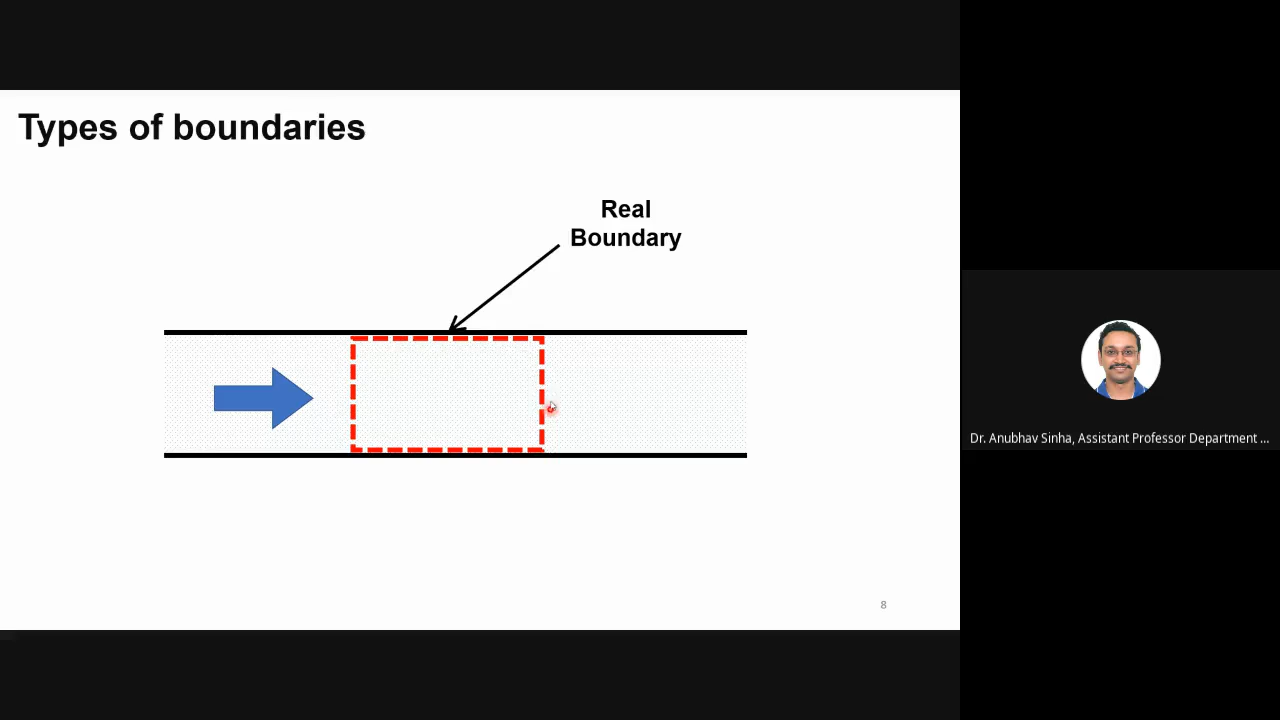 Types of boundaries
Real
Boundary
8
Dr. Anubhav Sinha, Assistant Professor Department ...